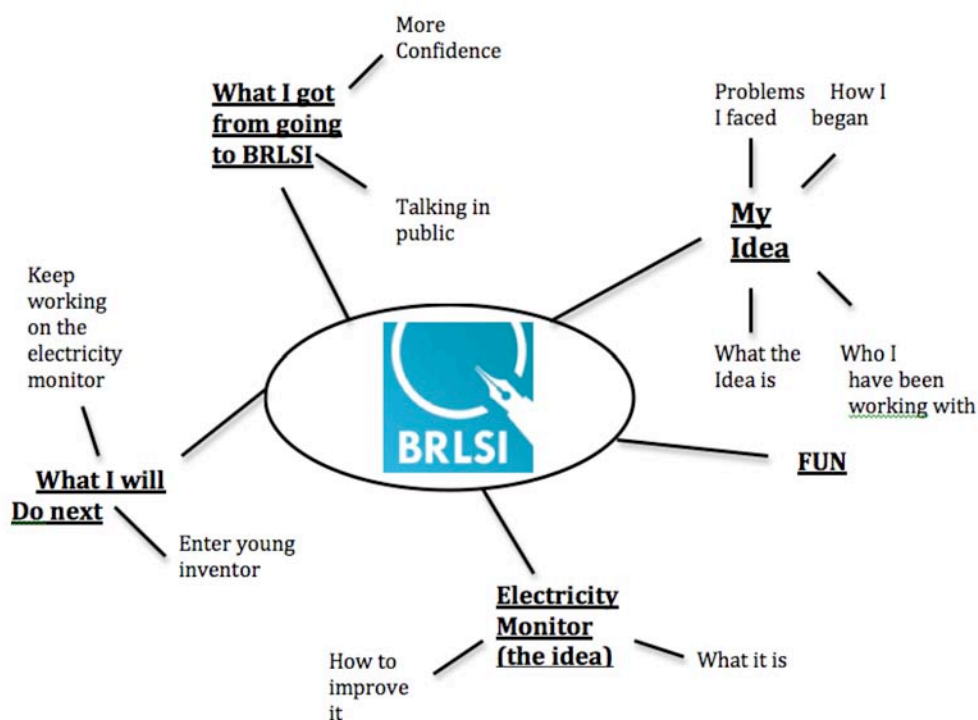 More
Confidence
What I got
from going
to BRLSI
Talking in
public
Problems
I faced
How I
began
My
Idea
What the
Idea is
Who I
have been
working with
Keep
working
on the
electricity
monitor
BRLSI
What I will
Do next
Enter young
inventor
FUN
Electricity
Monitor
(the idea)
How to
improve
it
What it is